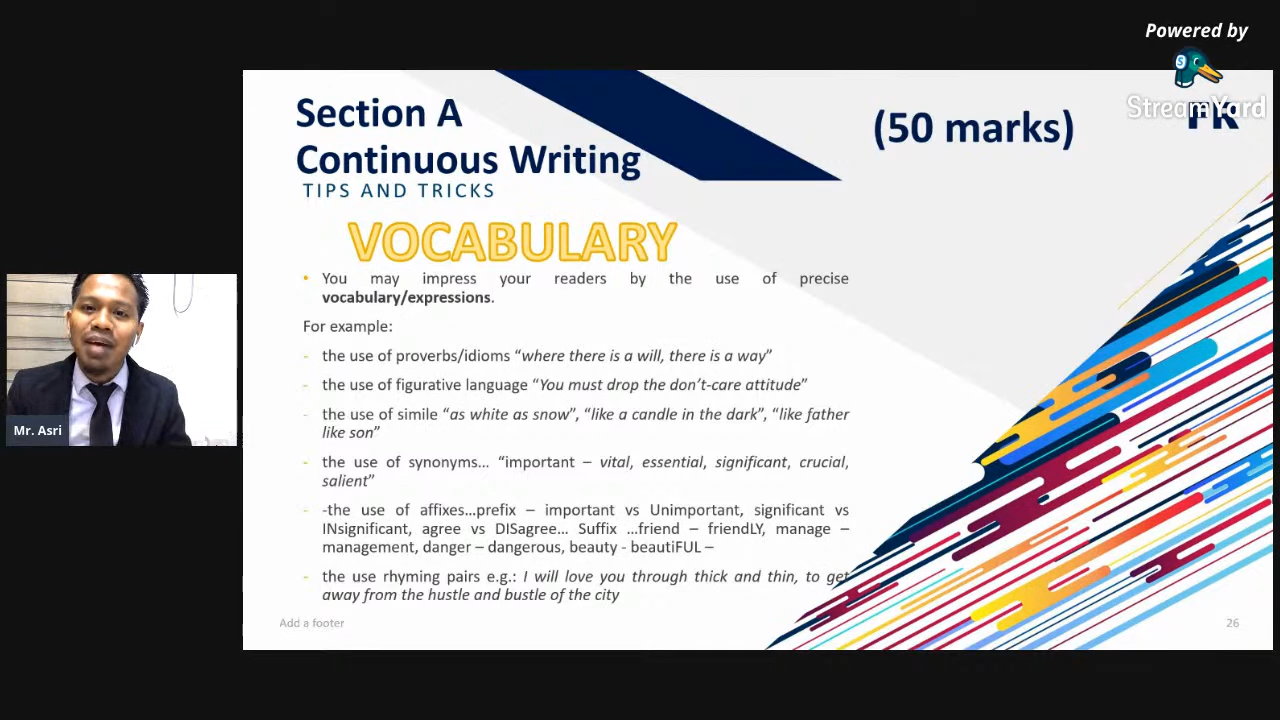 Powered by
StreamYard
Section A
(50 marks)
Continuous Writing
TIPS AND TRICKS
VOCABULARY
• You may impress your readers by the use of precise
vocabulary/expressions.
For example:
- the use of proverbs/idioms “where there is a will, there is a way”
- the use of figurative language “You must drop the don’t-care attitude”
- the use of simile “as white as snow”, “like a candle in the dark”, “like father
like son”
- the use of synonyms... “important – vital, essential, significant, crucial,
salient”
- -the use of affixes...prefix – important vs Unimportant, significant vs
INsignificant, agree vs DISagree... Suffix ...friend – friendLY, manage –
management, danger – dangerous, beauty - beautiFUL –
- the use rhyming pairs e.g.: I will love you through thick and thin, to get
away from the hustle and bustle of the city
Add a footer
26
Mr. Asri